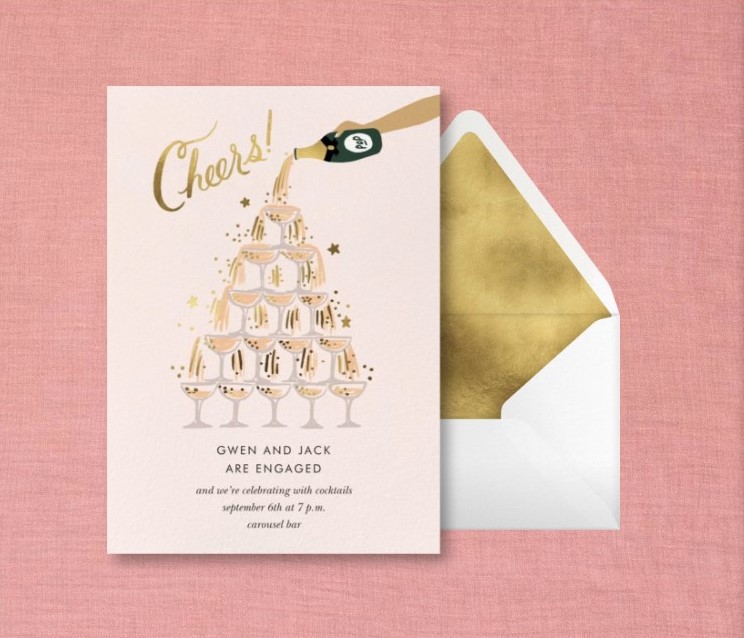 Cheers!
pop
GWEN AND JACK
ARE ENGAGED
and we're celebrating with cocktails
september 6th at 7 p.m.
carousel bar